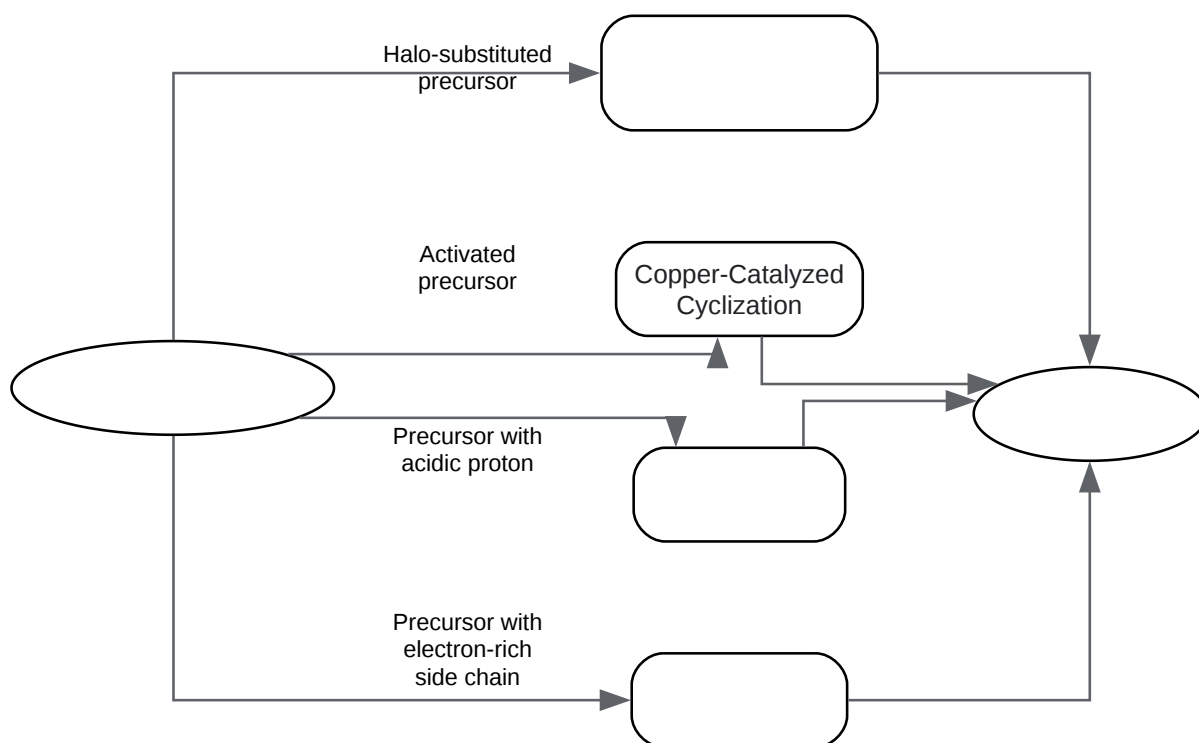 Halo-substituted
precursor
Activated
precursor
Copper-Catalyzed
Cyclization
Precursor with
acidic proton
Precursor with
electron-rich
side chain